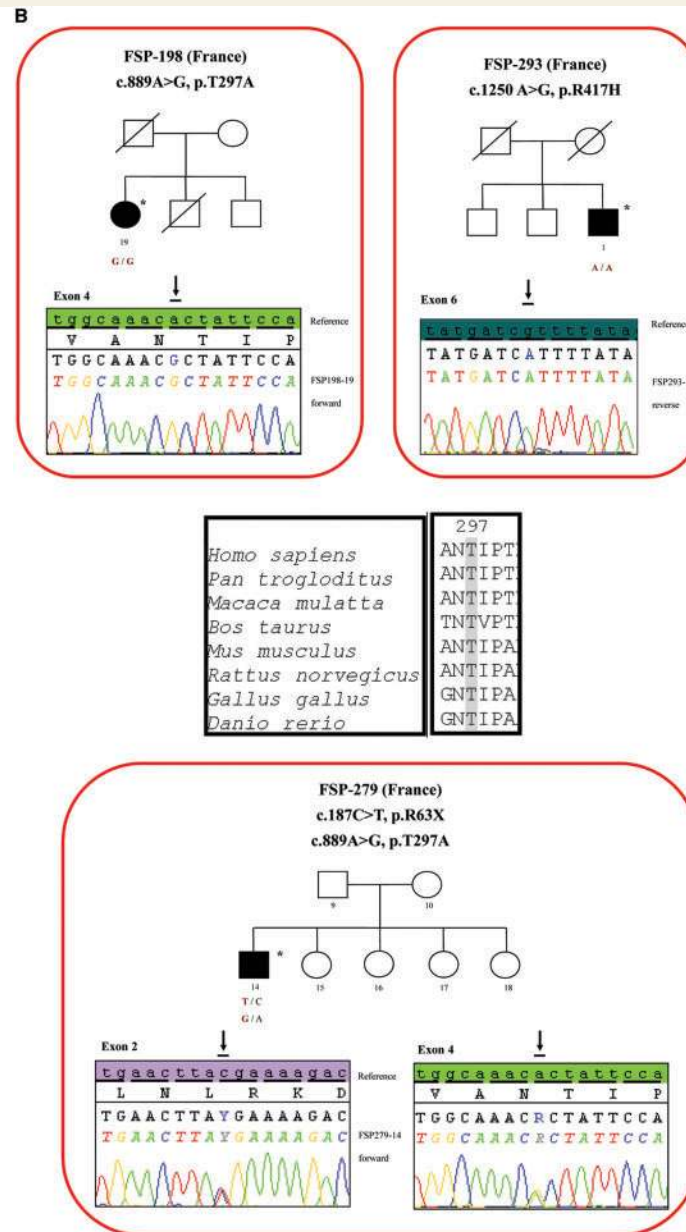 B
FSP-198 (France)
c.889A>G, p.T297A
19
G / G
Exon 4
tggcaaacactattcca
Reference
V A N T I P
TGGCAAACGCTATTCCA
TGGCAAACGCTATTCCA
FSP198-19
forward
FSP-293 (France)
c.1250 A>G, p.R417H
*
1
A / A
Exon 6
tatgatcgttttata
Reference
TATGATCATTTTATA
TATGATCATTTTATA
FSP293-
reverse
297
Homo sapiens ANTIPT
Pan trogloditus ANTIPT
Macaca mulatta ANTIPT
Bos taurus TNTVPT
Mus musculus ANTIPA
Rattus norvegicus ANTIPA
Gallus gallus GNTIPA
Danio rerio GNTIPA
FSP-279 (France)
c.187C>T, p.R63X
c.889A>G, p.T297A
9 10
*
14 15 16 17 18
T / C
G / A
Exon 2
tgaacttacgaaaagac
Reference
L N L R K D
TGAACTTAYGAAAAGAC
TGAACTTAYGAAAAGAC
FSP279-14
forward
Exon 4
tggcaaacactattcca
V A N T I P
TGGCAAACRCTATTCCA
TGGCAAACRCTATTCCA